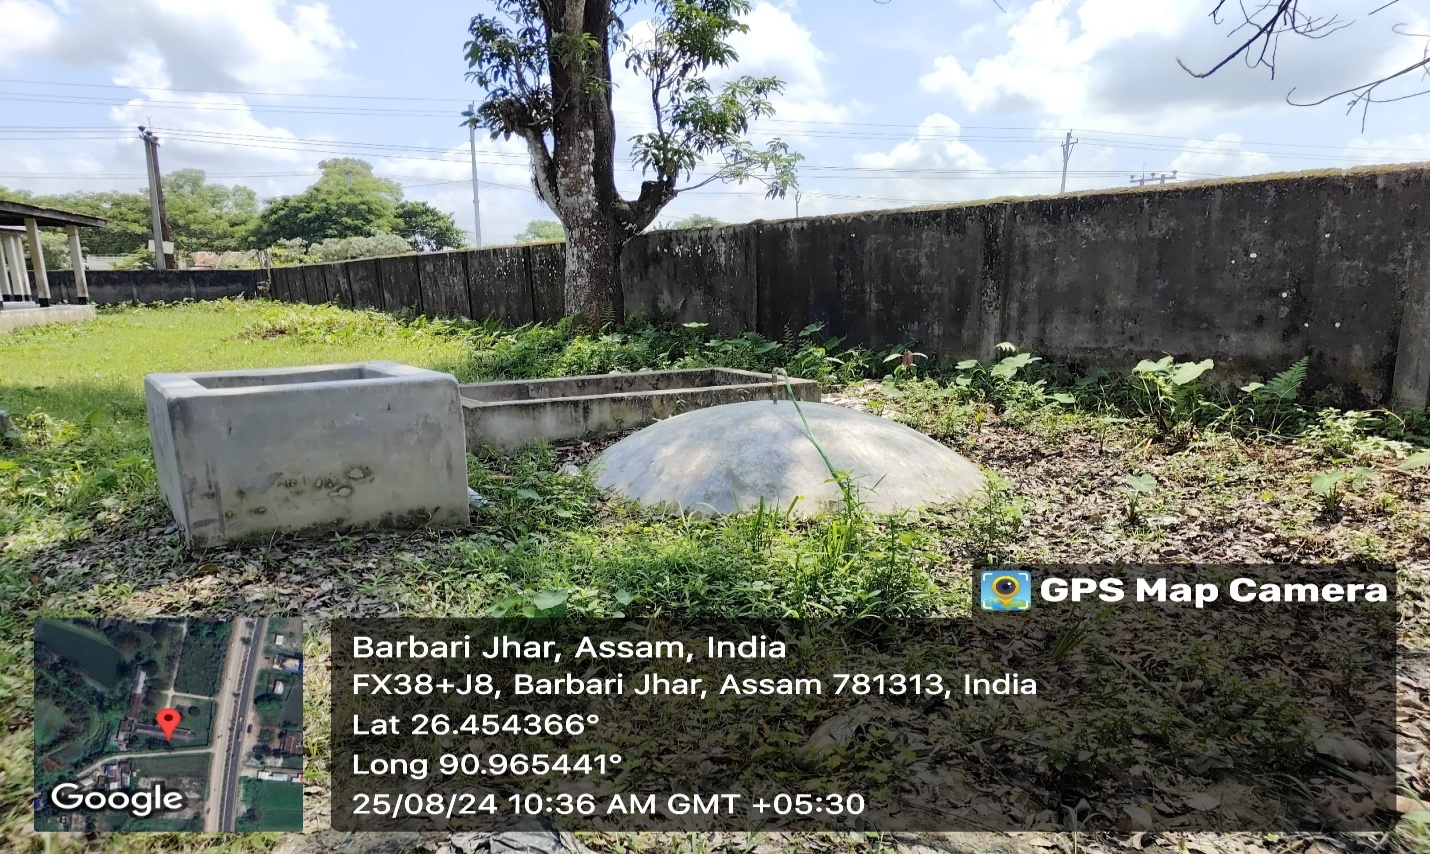 GPS Map Camera
Barbari Jhar, Assam, India
FX38+J8, Barbari Jhar, Assam 781313, India
Lat 26.454366°
Long 90.965441°
25/08/24 10:36 AM GMT +05:30
Google